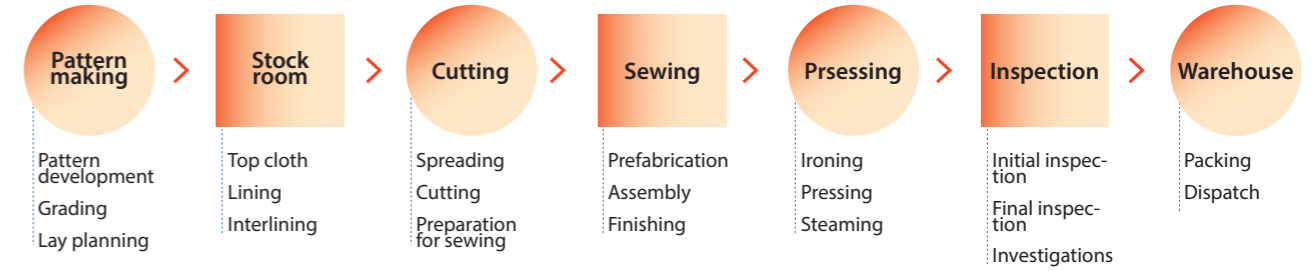 Pattern
making
Stock
room
Cutting
Sewing
Prsessing
Inspection
Warehouse
Pattern
development
Grading
Lay planning
Top cloth
Lining
Interlining
Spreading
Cutting
Preparation
for sewing
Prefabrication
Assembly
Finishing
Ironing
Pressing
Steaming
Initial inspec-
tion
Final inspec-
tion
Investigations
Packing
Dispatch